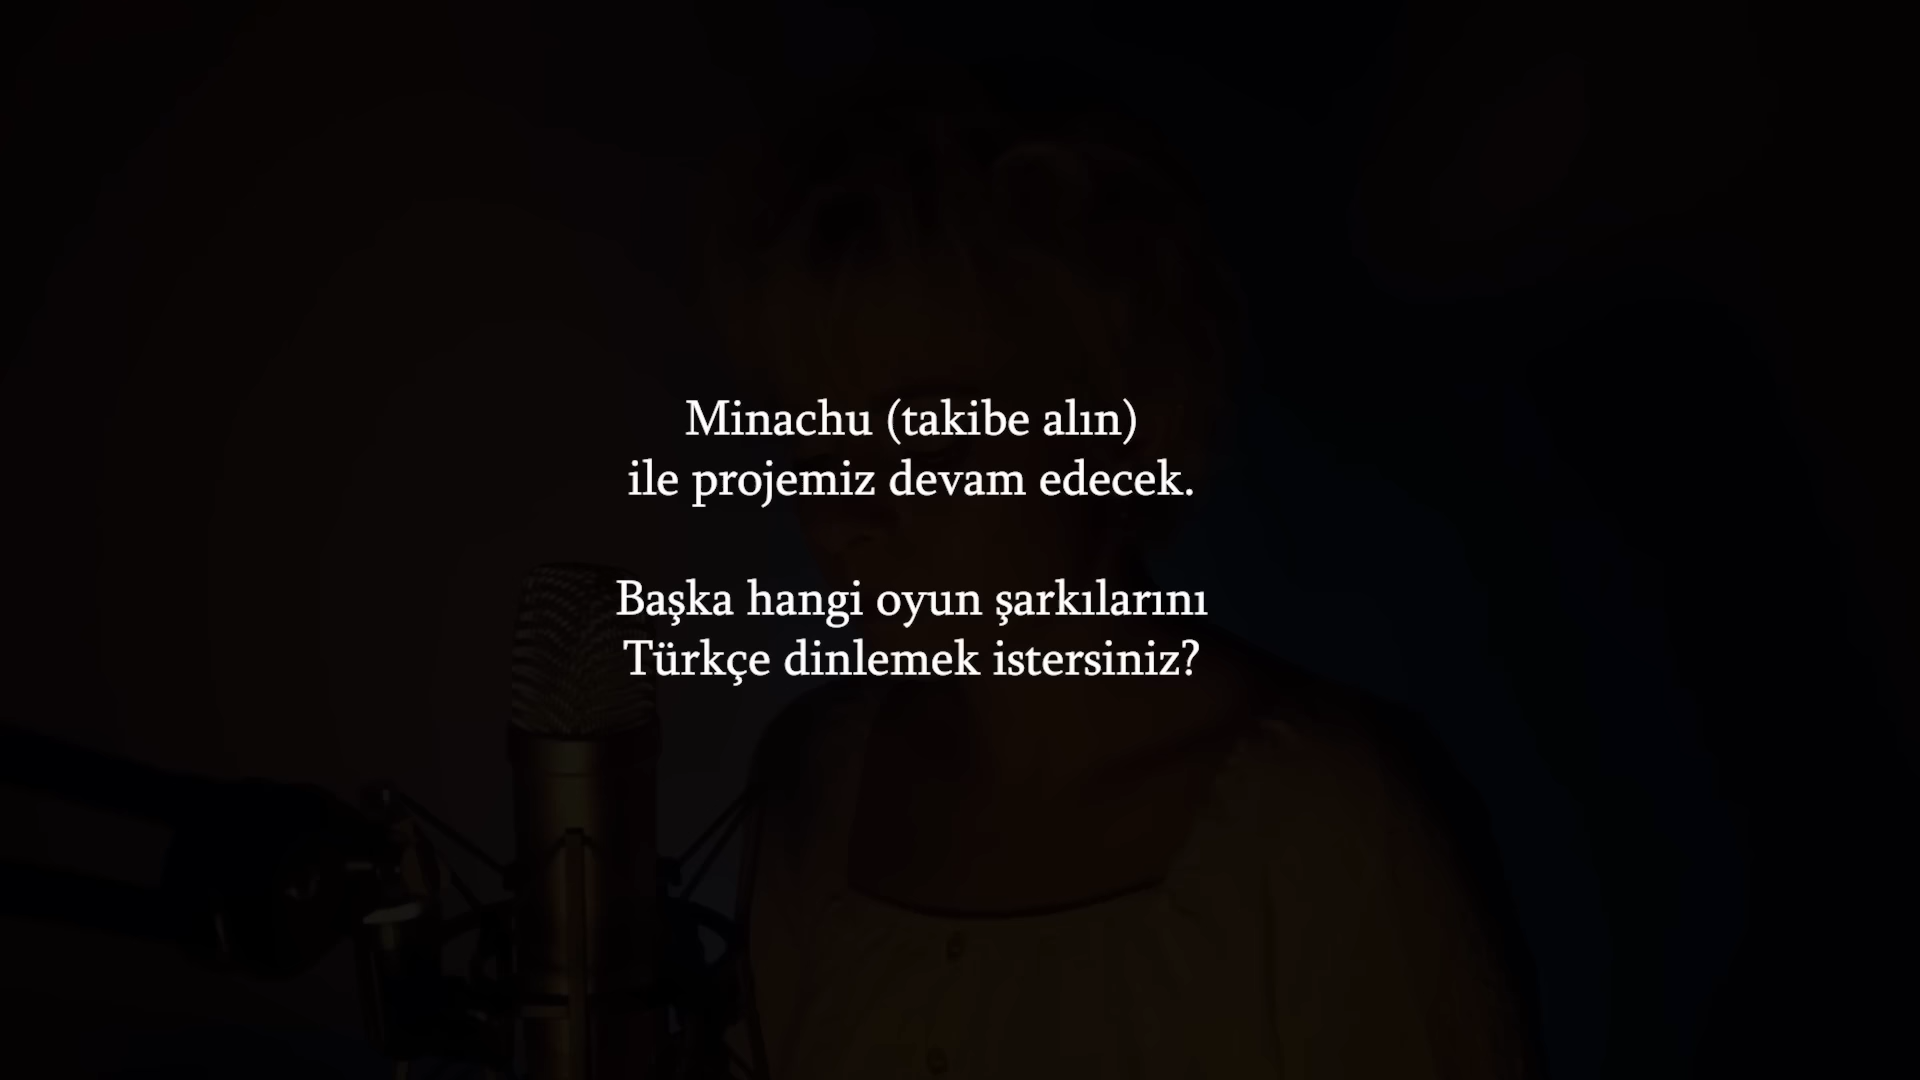 Minachu (takibe alın)
ile projemiz devam edecek.
Başka hangi oyun şarkılarını
Türkçe dinlemek istersiniz?